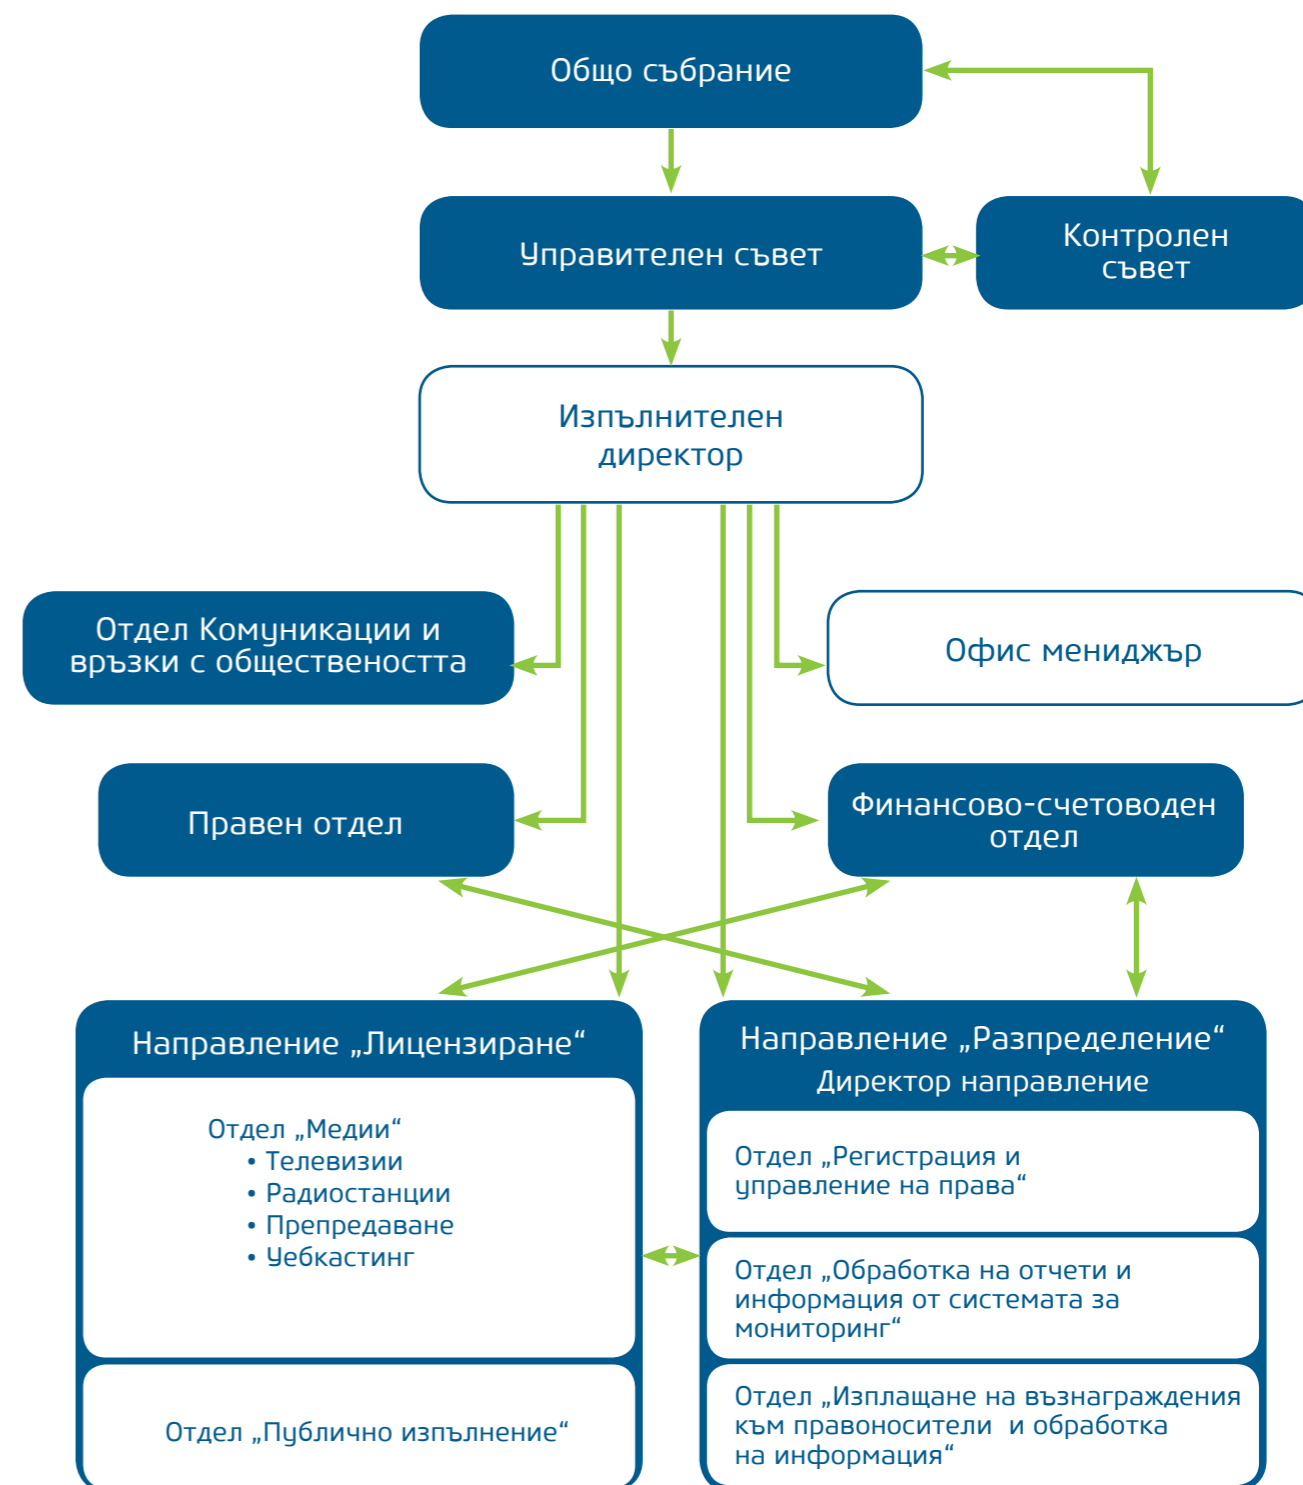 Общо събрание
Управителен съвет
Контролен
съвет
Изпълнителен
директор
Отдел Комуникации и
връзки с обществеността
Офис мениджър
Правен отдел
Финансово-счетоводен
отдел
Направление „Лицензиране“
Отдел „Медии“
• Телевизии
• Радиостанции
• Препредаване
• Уебкастинг
Отдел „Публично изпълнение“
Направление „Разпределение“
Директор направление
Отдел „Регистрация и
управление на права“
Отдел „Обработка на отчети и
информация от системата за
мониторинг“
Отдел „Изплащане на възнаграждения
към правоносители и обработка
на информация“